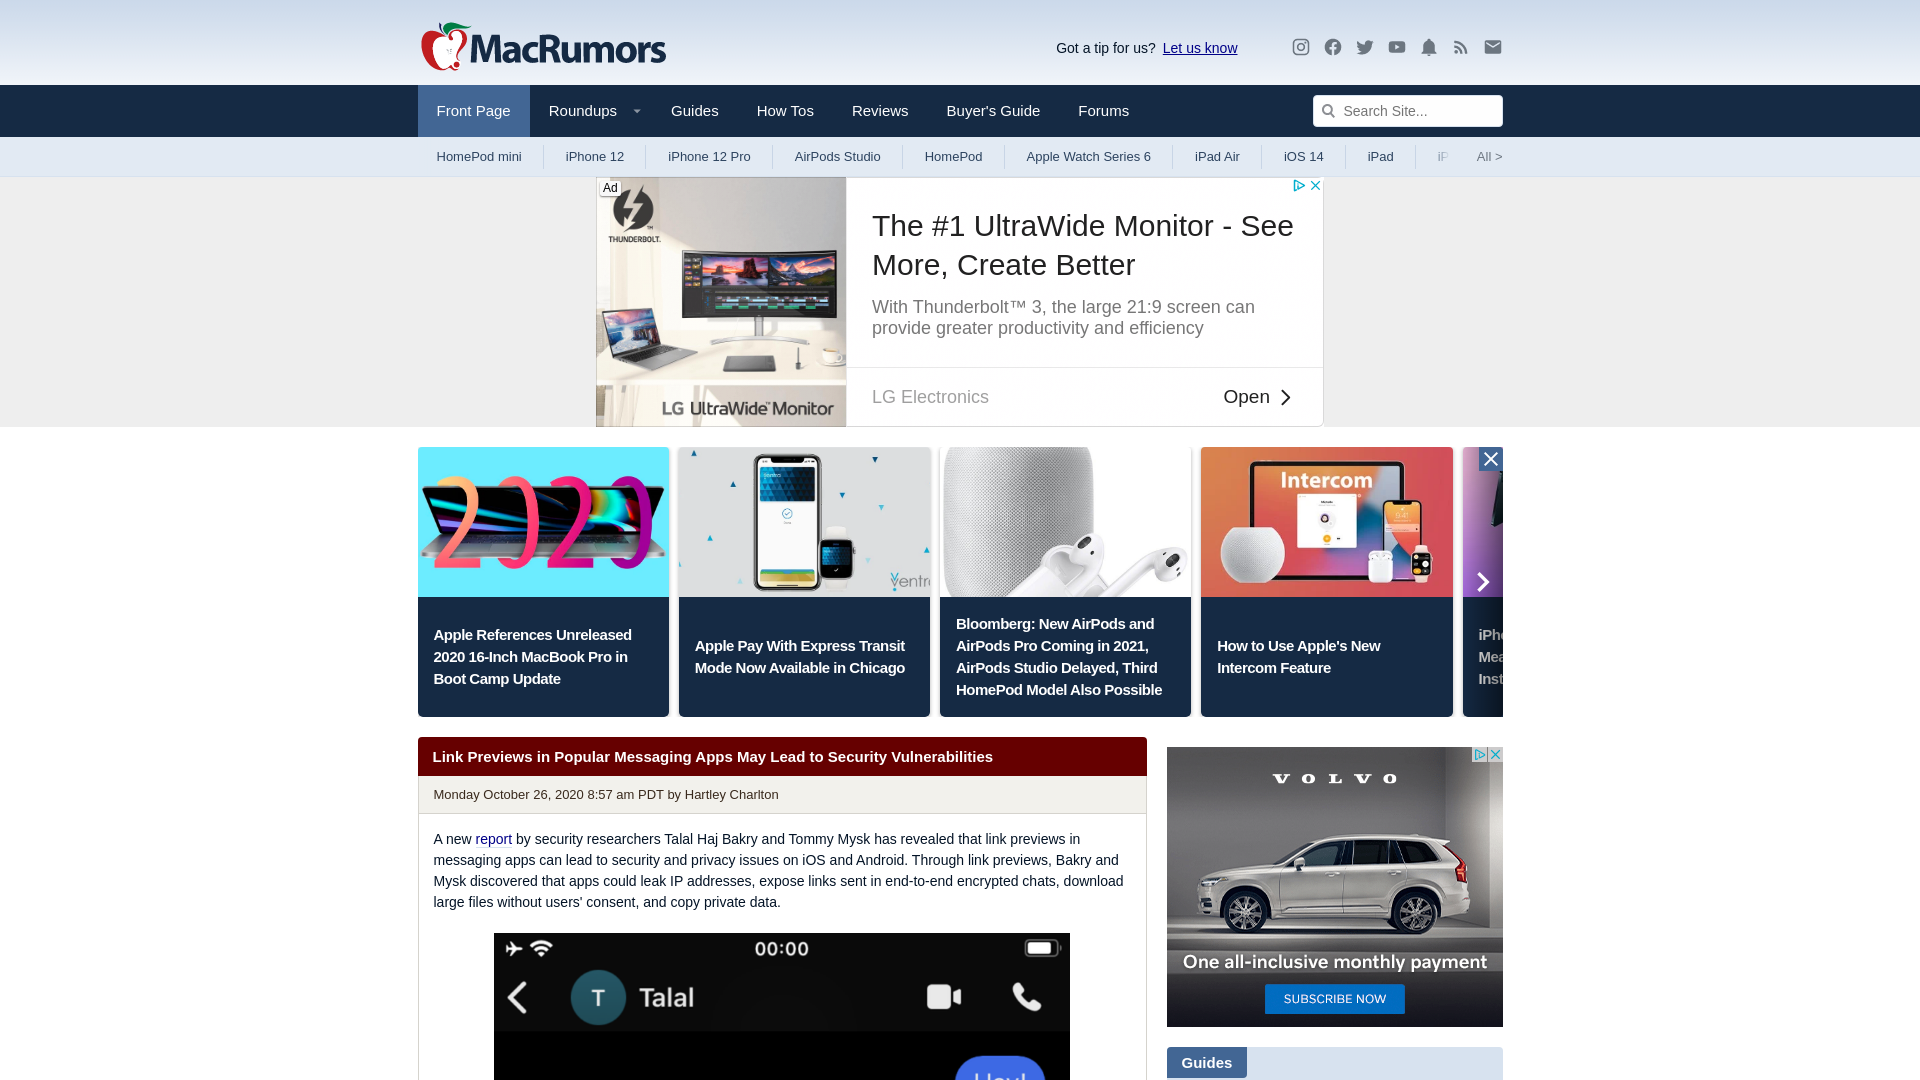 MacRumors
Got a tip for us? Let us know
Front Page
Roundups
Guides
How Tos
Reviews
Buyer's Guide
Forums
Search Site...
HomePod mini
iPhone 12
iPhone 12 Pro
AirPods Studio
HomePod
Apple Watch Series 6
iPad Air
iOS 14
iPad
iP
All >
Ad
THUNDERBOLT™
LG UltraWide™ Monitor
The #1 UltraWide Monitor - See
More, Create Better
With Thunderbolt™ 3, the large 21:9 screen can
provide greater productivity and efficiency
LG Electronics
Open
2020
Apple References Unreleased
2020 16-Inch MacBook Pro in
Boot Camp Update
ventra
Apple Pay With Express Transit
Mode Now Available in Chicago
Bloomberg: New AirPods and
AirPods Pro Coming in 2021,
AirPods Studio Delayed, Third
HomePod Model Also Possible
Intercom
How to Use Apple's New
Intercom Feature
iPho
Mea
Inst
Link Previews in Popular Messaging Apps May Lead to Security Vulnerabilities
Monday October 26, 2020 8:57 am PDT by Hartley Charlton
A new report by security researchers Talal Haj Bakry and Tommy Mysk has revealed that link previews in
messaging apps can lead to security and privacy issues on iOS and Android. Through link previews, Bakry and
Mysk discovered that apps could leak IP addresses, expose links sent in end-to-end encrypted chats, download
large files without users' consent, and copy private data.
00:00
T
Talal
Hey!
VOLVO
One all-inclusive monthly payment
SUBSCRIBE NOW
Guides